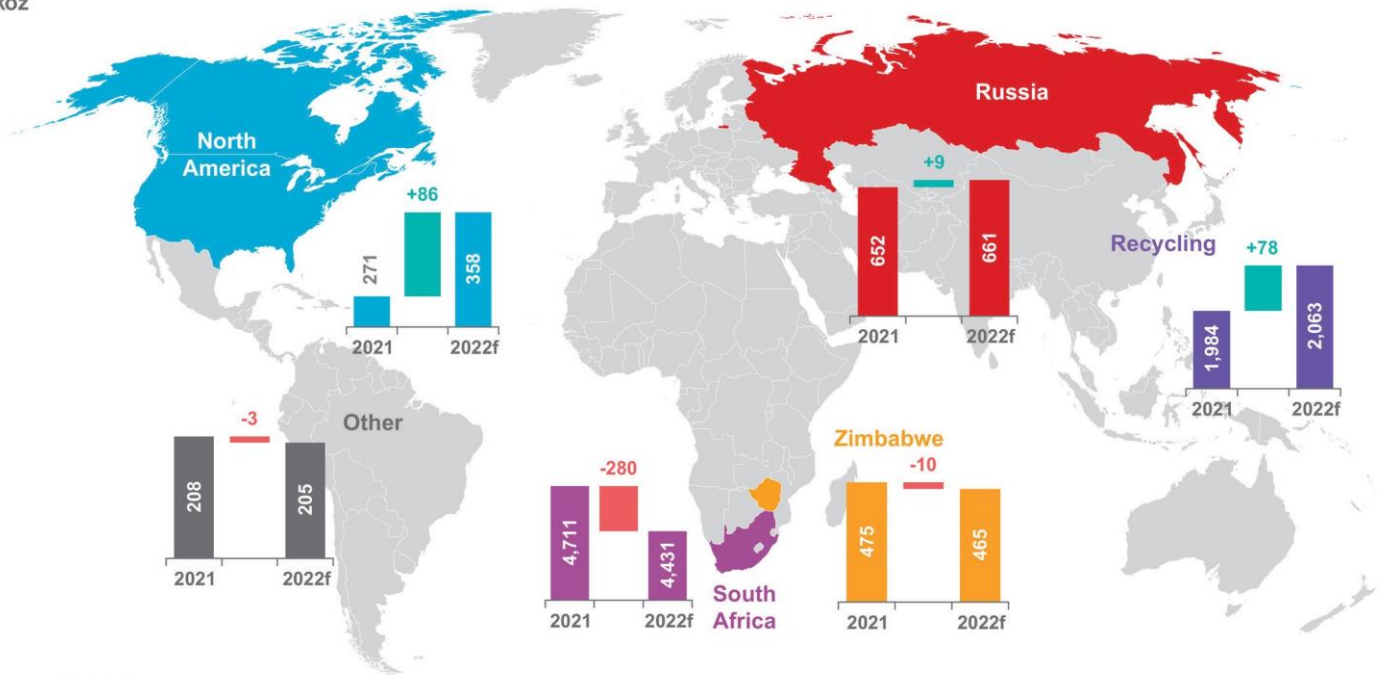 koz
North
America
+86
271
358
2021
2022f
Russia
+9
652
661
2021
2022f
Recycling
+78
1,984
2,063
2021
2022f
Other
-3
208
205
2021
2022f
-280
4,711
4,431
2021
2022f
South
Africa
Zimbabwe
-10
475
465
2021
2022f